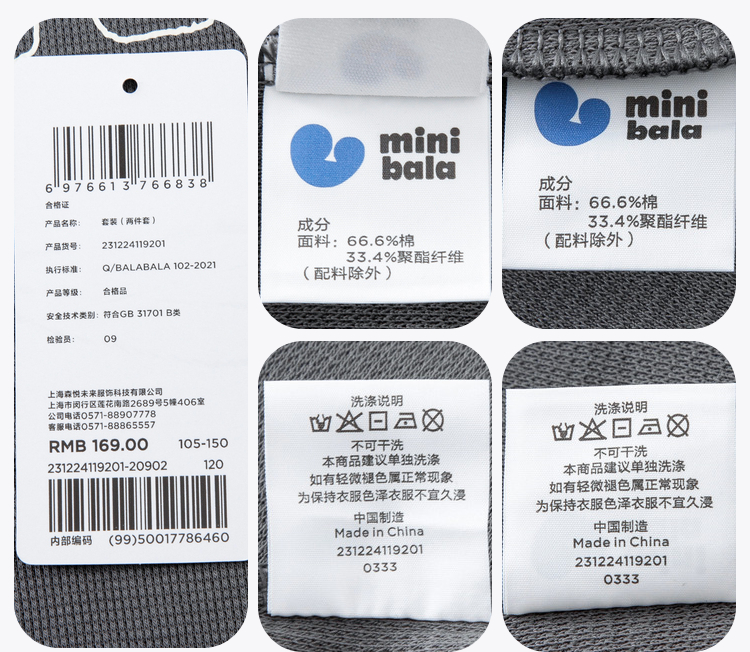 6 976613 766838
合格证
产品名称: 套装（两件套）
产品货号: 231224119201
执行标准: Q/BALABALA 102-2021
产品等级: 合格品
安全技术类别: 符合GB 31701 B类
检验员: 09
上海森悦未来服饰科技有限公司
上海市闵行区莲花南路2689号5幢406室
公司电话0571-88907778
客服电话0571-88865557
RMB 169.00 105-150
231224119201-20902 120
内部编码 (99)50017786460
mini
bala
成分
面料: 66.6%棉
33.4%聚酯纤维
（配料除外）
mini
bala
成分
面料: 66.6%棉
33.4%聚酯纤维
（配料除外）
洗涤说明
不可干洗
本商品建议单独洗涤
如有轻微褪色属正常现象
为保持衣服色泽衣服不宜久浸
中国制造
Made in China
231224119201
0333
洗涤说明
不可干洗
本商品建议单独洗涤
如有轻微褪色属正常现象
为保持衣服色泽衣服不宜久浸
中国制造
Made in China
231224119201
0333